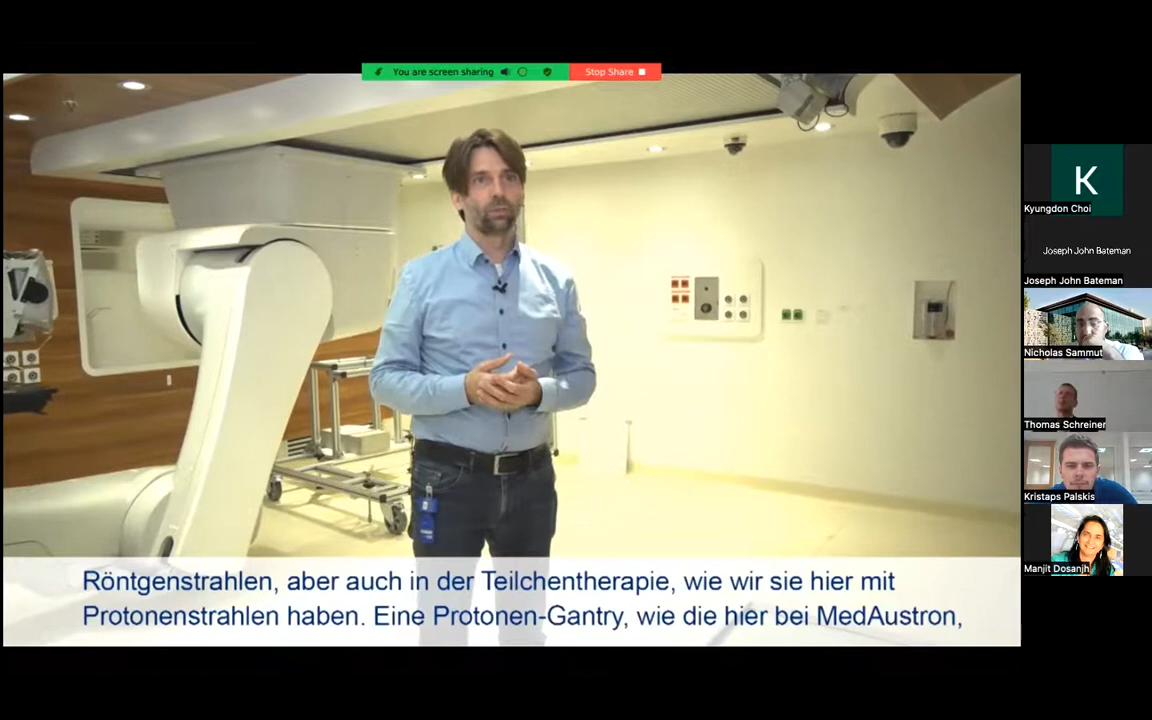 You are screen sharing
Stop Share
K
Kyungdon Choi
Joseph John Bateman
Joseph John Bateman
Nicholas Sammut
Thomas Schreiner
Kristaps Palskis
Manjit Dosanjh
Röntgenstrahlen, aber auch in der Teilchentherapie, wie wir sie hier mit
Protonenstrahlen haben. Eine Protonen-Gantry, wie die hier bei MedAustron,